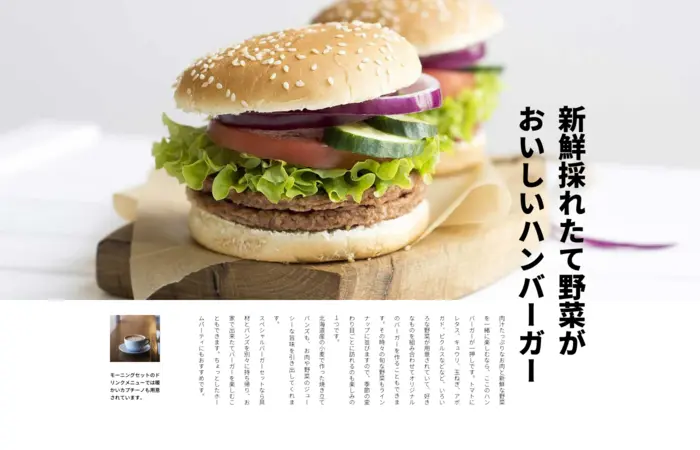 新鮮採れたて野菜が
おいしいハンバーガー
肉汁たっぷりなお肉と新鮮な野菜
を一緒に楽しむなら、ここのハン
バーガーが一押しです。トマトに
レタス、キュウリ、玉ねぎ、アボ
ガド、ピクルスなどなど、いろい
ろな野菜が用意されていて、好き
なものを組み合わせてオリジナル
のバーガーを作ることもできま
す。その時々の旬な野菜もライン
ナップに並びますので、季節の変
わり目ごとに訪れるのも楽しみの
1つです。
北海道産の小麦で作った焼き立て
バンズも、お肉や野菜のジュー
シーな旨味を引き出してくれま
す。
スペシャルバーガーセットなら具
材とバンズを別々に持ち帰り、お
家で出来たてバーガーを楽しむこ
ともできます。ちょっとしたホー
ムパーティにもおすすめです。
モーニングセットのド
リンクメニューでは暖
かいカプチーノも用意
されています。